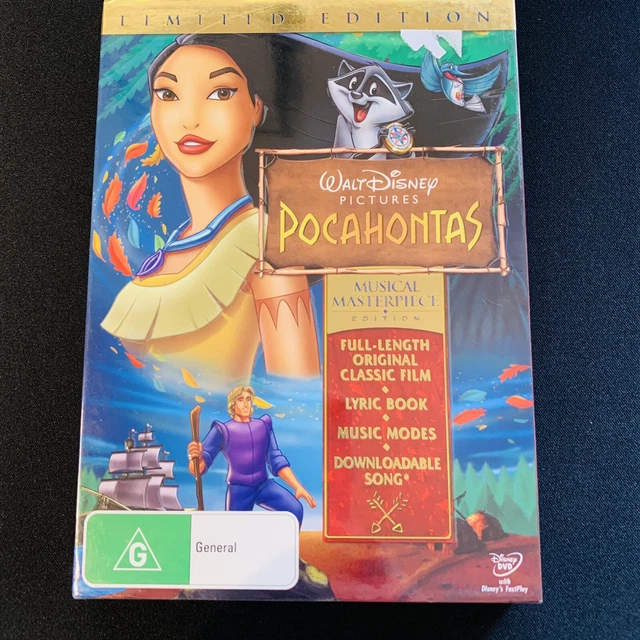 LIMITED EDITION
WALT DISNEY
PICTURES
POCAHONTAS
MUSICAL
MASTERPIECE
EDITION
FULL-LENGTH
ORIGINAL
CLASSIC FILM
LYRIC BOOK
MUSIC MODES
DOWNLOADABLE
SONG*
G
General
Disney
DVD
with
Disney's FastPlay